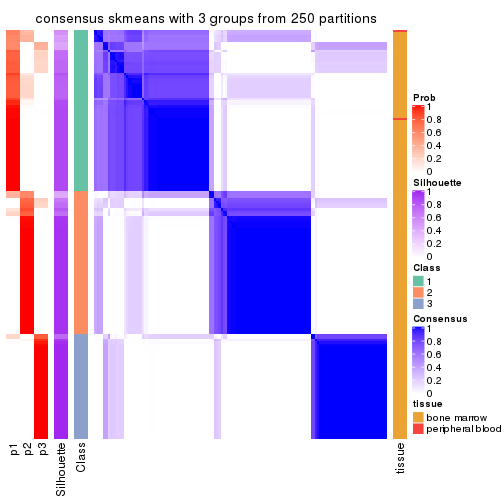 consensus skmeans with 3 groups from 250 partitions
Prob
1
0.8
0.6
0.4
0.2
0
Silhouette
1
0.8
0.6
0.4
0.2
0
Class
1
2
3
Consensus
1
0.8
0.6
0.4
0.2
0
tissue
bone marrow
peripheral blood
p1
p2
p3
Silhouette
Class
tissue